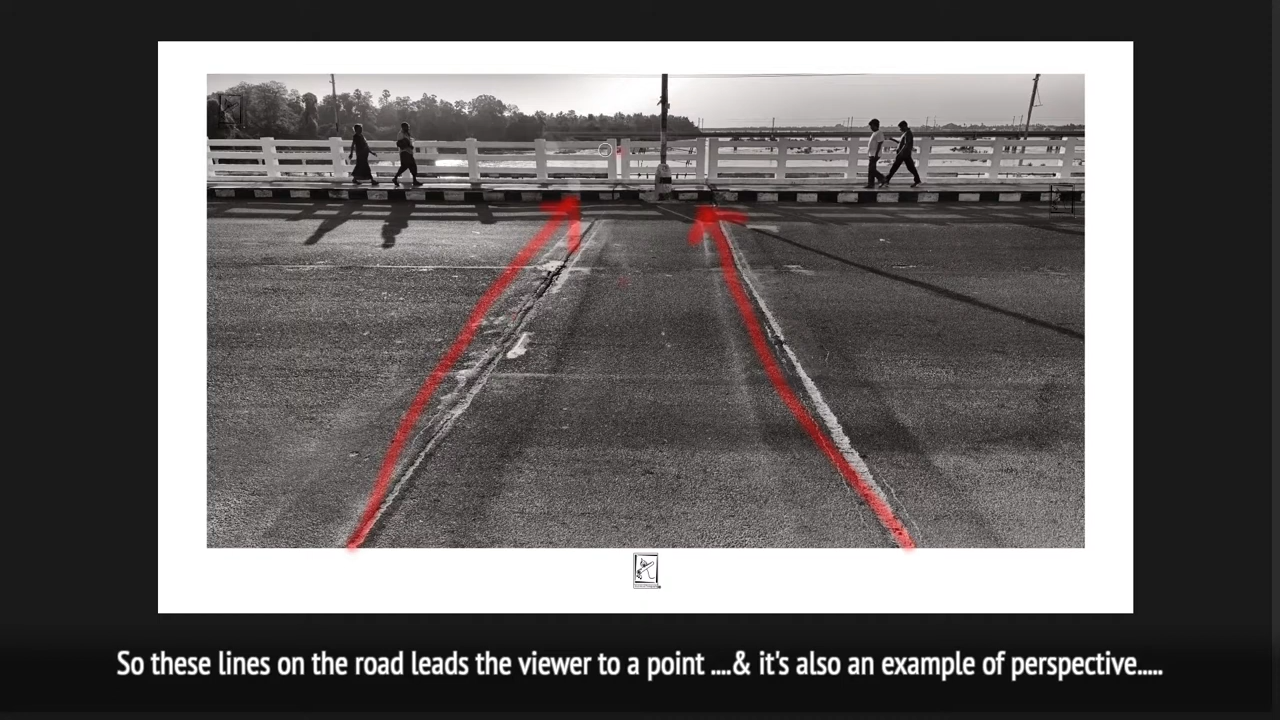 So these lines on the road leads the viewer to a point ....& it's also an example of perspective.....